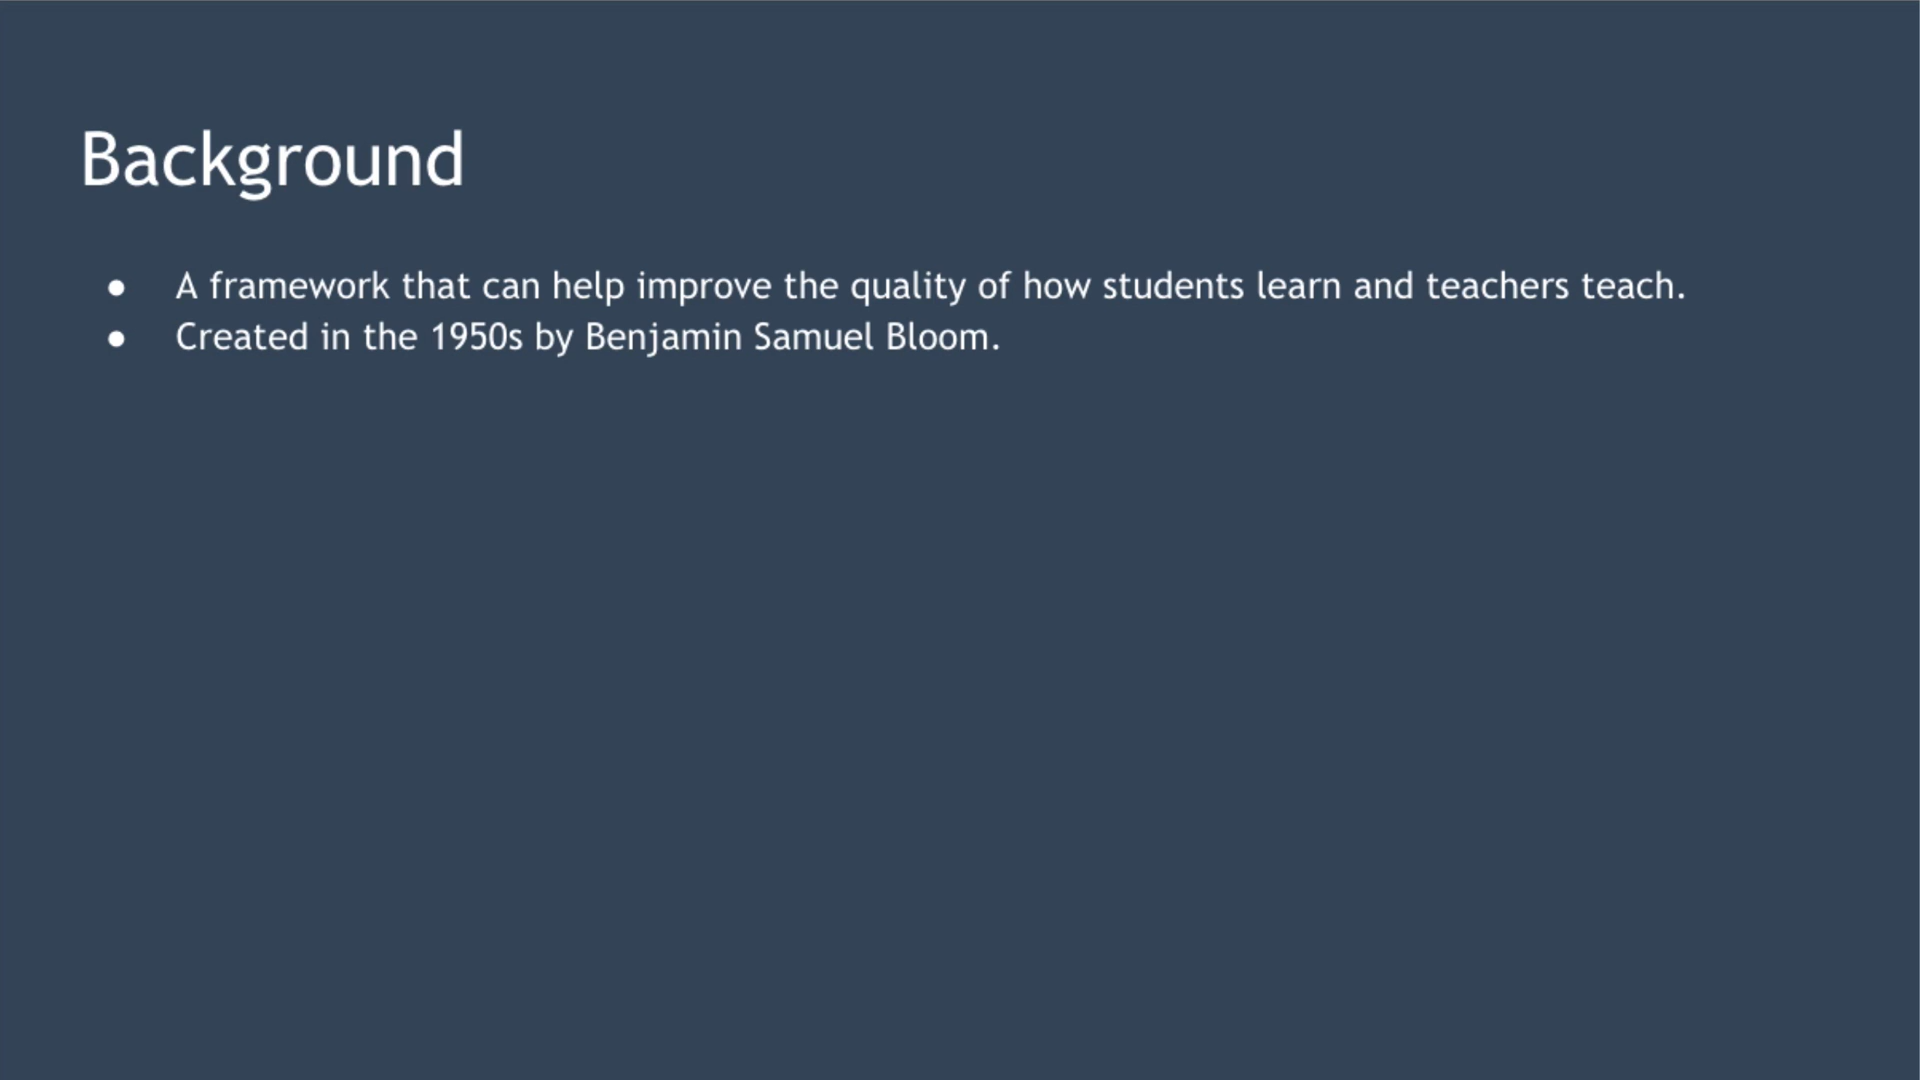 Background
● A framework that can help improve the quality of how students learn and teachers teach.
● Created in the 1950s by Benjamin Samuel Bloom.